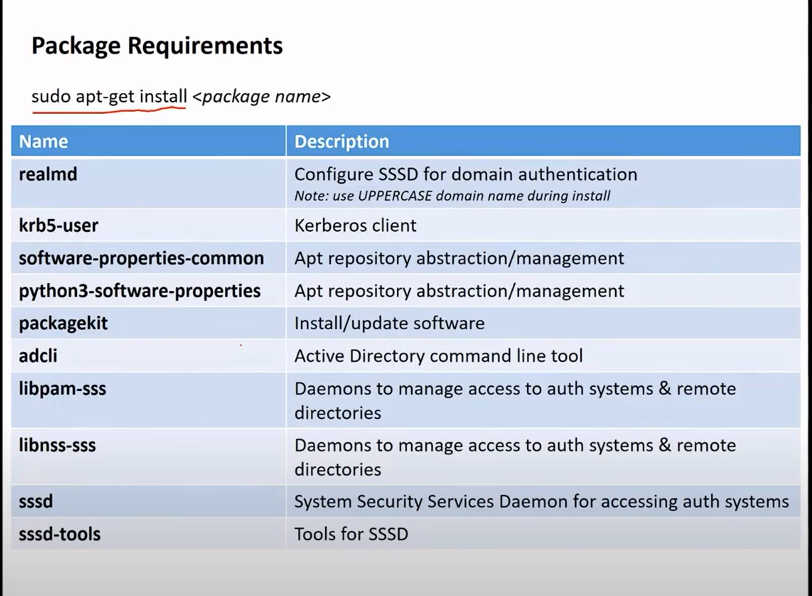 Package Requirements
sudo apt-get install <package name>
Name Description
realmd Configure SSSD for domain authentication
Note: use UPPERCASE domain name during install
krb5-user Kerberos client
software-properties-common Apt repository abstraction/management
python3-software-properties Apt repository abstraction/management
packagekit Install/update software
adcli Active Directory command line tool
libpam-sss Daemons to manage access to auth systems & remote
directories
libnss-sss Daemons to manage access to auth systems & remote
directories
sssd System Security Services Daemon for accessing auth systems
sssd-tools Tools for SSSD